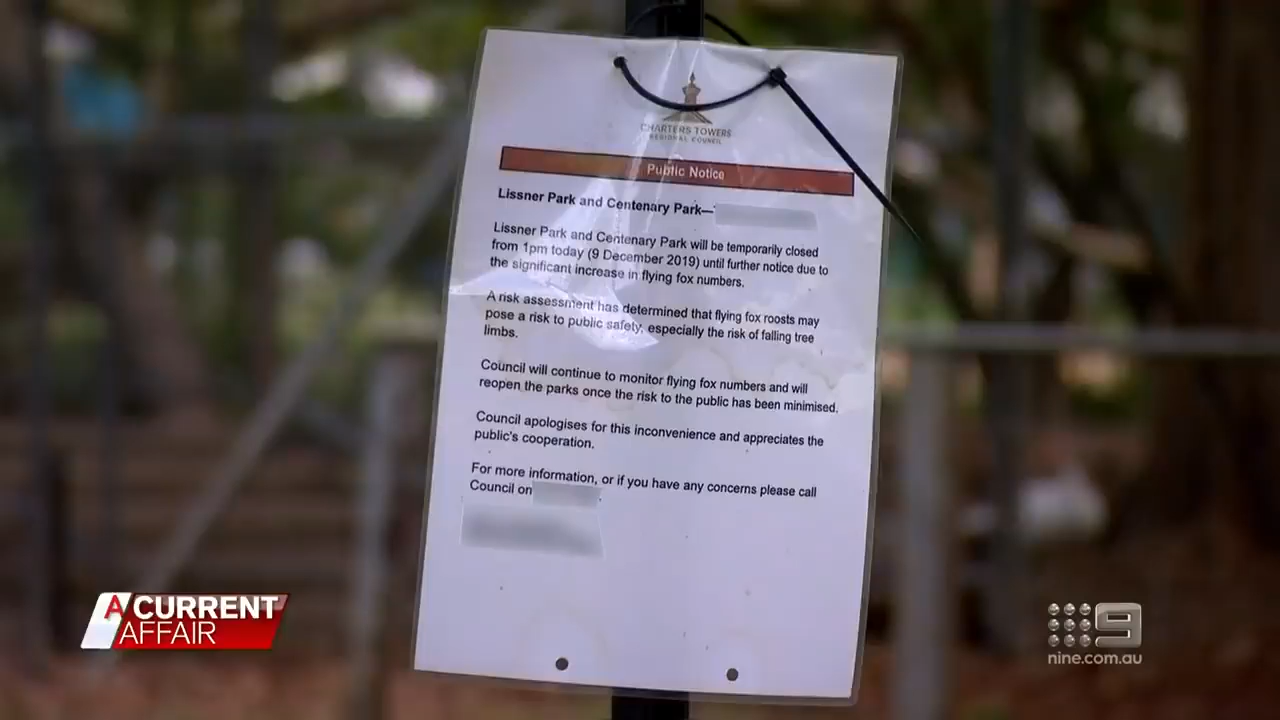 CHARTERS TOWERS
REGIONAL COUNCIL
Public Notice
Lissner Park and Centenary Park—
Lissner Park and Centenary Park will be temporarily closed
from 1pm today (9 December 2019) until further notice due to
the significant increase in flying fox numbers.
A risk assessment has determined that flying fox roosts may
pose a risk to public safety, especially the risk of falling tree
limbs.
Council will continue to monitor flying fox numbers and will
reopen the parks once the risk to the public has been minimised.
Council apologises for this inconvenience and appreciates the
public's cooperation.
For more information, or if you have any concerns please call
Council on
A CURRENT
AFFAIR
9
nine.com.au